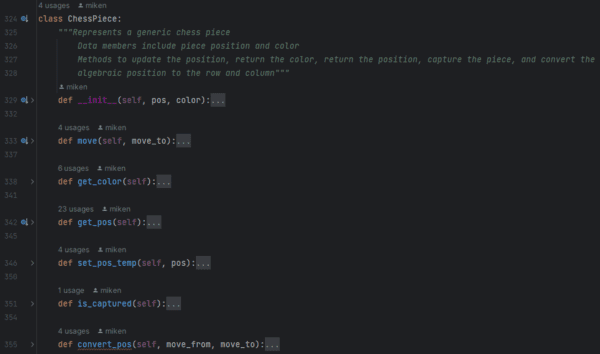 4 usages miken
324 class ChessPiece:
325 """Represents a generic chess piece
326 Data members include piece position and color
327 Methods to update the position, return the color, return the position, capture the piece, and convert the
328 algebraic position to the row and column"""
miken
329 def __init__(self, pos, color):...
332
4 usages miken
333 def move(self, move_to):...
337
6 usages miken
338 def get_color(self):...
341
23 usages miken
342 def get_pos(self):...
345
4 usages miken
346 def set_pos_temp(self, pos):...
350
1 usage miken
351 def is_captured(self):...
354
4 usages miken
355 def convert_pos(self, move_from, move_to):...